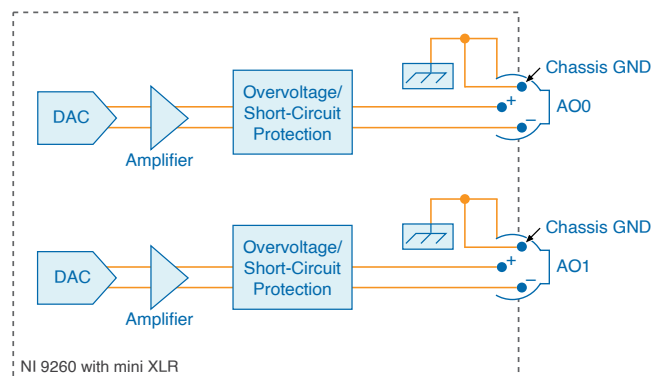 Overvoltage/
Short-Circuit
Protection
DAC
Amplifier
Chassis GND
+
AO0
–
Overvoltage/
Short-Circuit
Protection
DAC
Amplifier
Chassis GND
+
AO1
–
NI 9260 with mini XLR